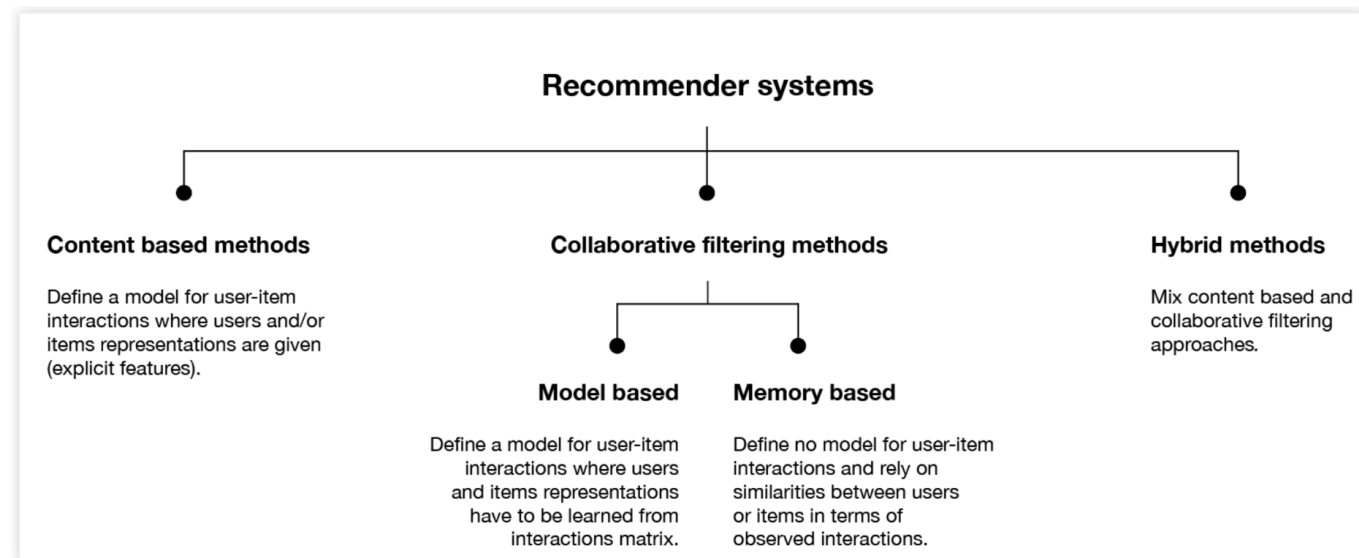 Recommender systems
Content based methods
Define a model for user-item
interactions where users and/or
items representations are given
(explicit features).
Collaborative filtering methods
Model based
Define a model for user-item
interactions where users
and items representations
have to be learned from
interactions matrix.
Memory based
Define no model for user-item
interactions and rely on
similarities between users
or items in terms of
observed interactions.
Hybrid methods
Mix content based and
collaborative filtering
approaches.